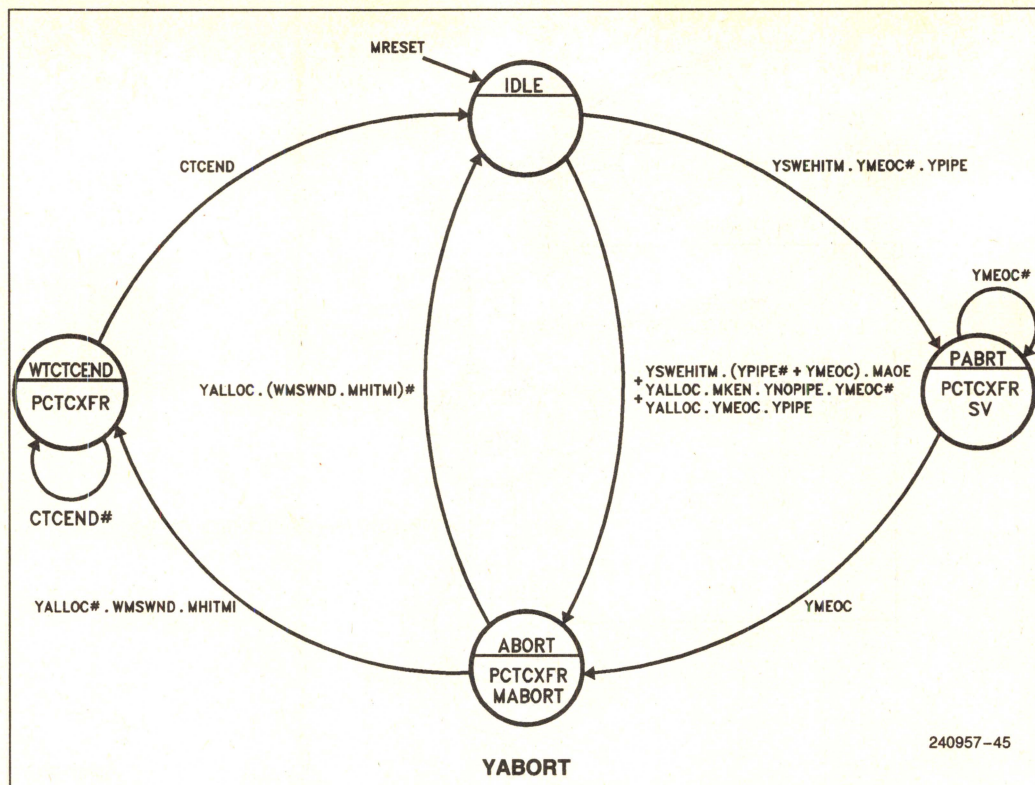 MRESET
IDLE
CTCEND
YSWEHITM . YMEOC# . YPIPE
YMEOC#
WTCTCEND
PCTCXFR
CTCEND#
YALLOC . (WMSWND . MHITMI)#
YSWEHITM . (YPIPE# + YMEOC) . MAOE
+ YALLOC . MKEN . YNOPIPE . YMEOC#
+ YALLOC . YMEOC . YPIPE
PABRT
PCTCXFR
SV
YALLOC# . WMSWND . MHITMI
YMEOC
ABORT
PCTCXFR
MABORT
240957-45
YABORT